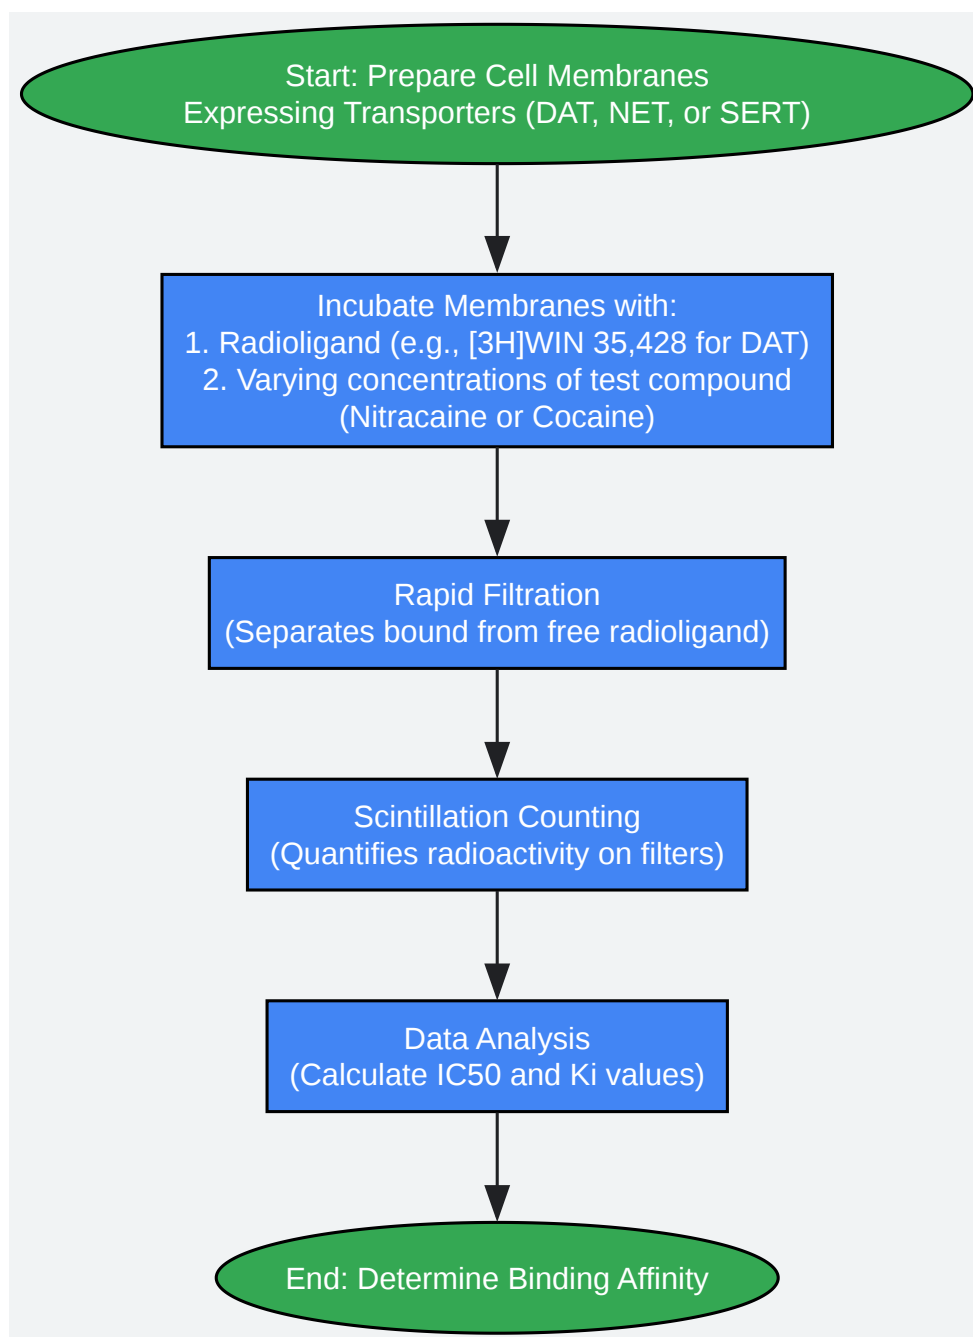 Start: Prepare Cell Membranes
Expressing Transporters (DAT, NET, or SERT)
Incubate Membranes with:
1. Radioligand (e.g., [3H]WIN 35,428 for DAT)
2. Varying concentrations of test compound
(Nitracaine or Cocaine)
Rapid Filtration
(Separates bound from free radioligand)
Scintillation Counting
(Quantifies radioactivity on filters)
Data Analysis
(Calculate IC50 and Ki values)
End: Determine Binding Affinity